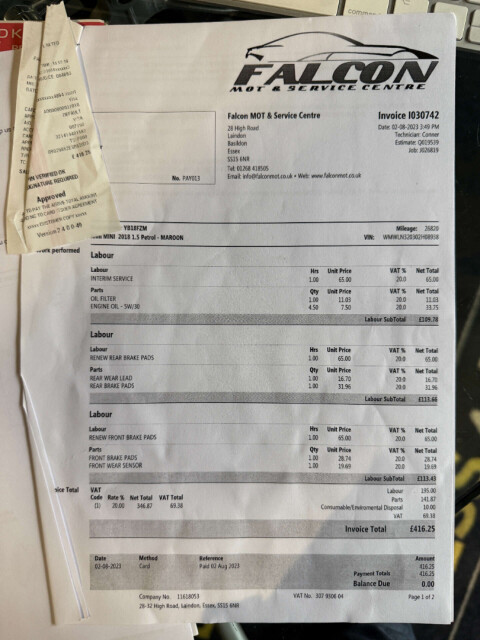 FALCON
MOT & SERVICE CENTRE
Falcon MOT & Service Centre
28 High Road
Laindon
Basildon
Essex
SS15 6NR
Tel: 01268 418505
Email: info@falconmot.co.uk • Web: www.falconmot.co.uk
Invoice I030742
Date: 02-08-2023 3:49 PM
Technician: Connor
Estimate: Q019539
Job: J026819
No. PAY013
PIN VERIFIED ON
SIGNATURE REQUIRED
Approved
CUSTOMER COPY
YB18FZM
Mileage: 26820
MINI 2018 1.5 Petrol - MAROON
VIN:
Work performed
Labour
Labour Hrs Unit Price VAT % Net Total
INTERIM SERVICE 1.00 65.00 20.0 65.00
Parts Qty Unit Price VAT % Net Total
OIL FILTER 1.00 11.03 20.0 11.03
ENGINE OIL - 5W/30 4.50 7.50 20.0 33.75
Labour SubTotal £109.78
Labour
Labour Hrs Unit Price VAT % Net Total
RENEW REAR BRAKE PADS 1.00 65.00 20.0 65.00
Parts Qty Unit Price VAT % Net Total
REAR WEAR LEAD 1.00 16.70 20.0 16.70
REAR BRAKE PADS 1.00 31.96 20.0 31.96
Labour SubTotal £113.66
Labour
Labour Hrs Unit Price VAT % Net Total
RENEW FRONT BRAKE PADS 1.00 65.00 20.0 65.00
Parts Qty Unit Price VAT % Net Total
FRONT BRAKE PADS 1.00 28.74 20.0 28.74
FRONT WEAR SENSOR 1.00 19.69 20.0 19.69
Labour SubTotal £113.43
VAT
Code Rate % Net Total VAT Total
(1) 20.00 346.87 69.38
Labour 195.00
Parts 141.87
Consumable/Enviromental Disposal 10.00
VAT 69.38
Invoice Total £416.25
Date Method Reference Amount
02-08-2023 Card Paid 02 Aug 2023 416.25
Payment Totals 416.25
Balance Due 0.00
Company No. 11618053
VAT No. 307 9306 04
Page 1 of 2
28-32 High Road, Laindon, Essex, SS15 6NR